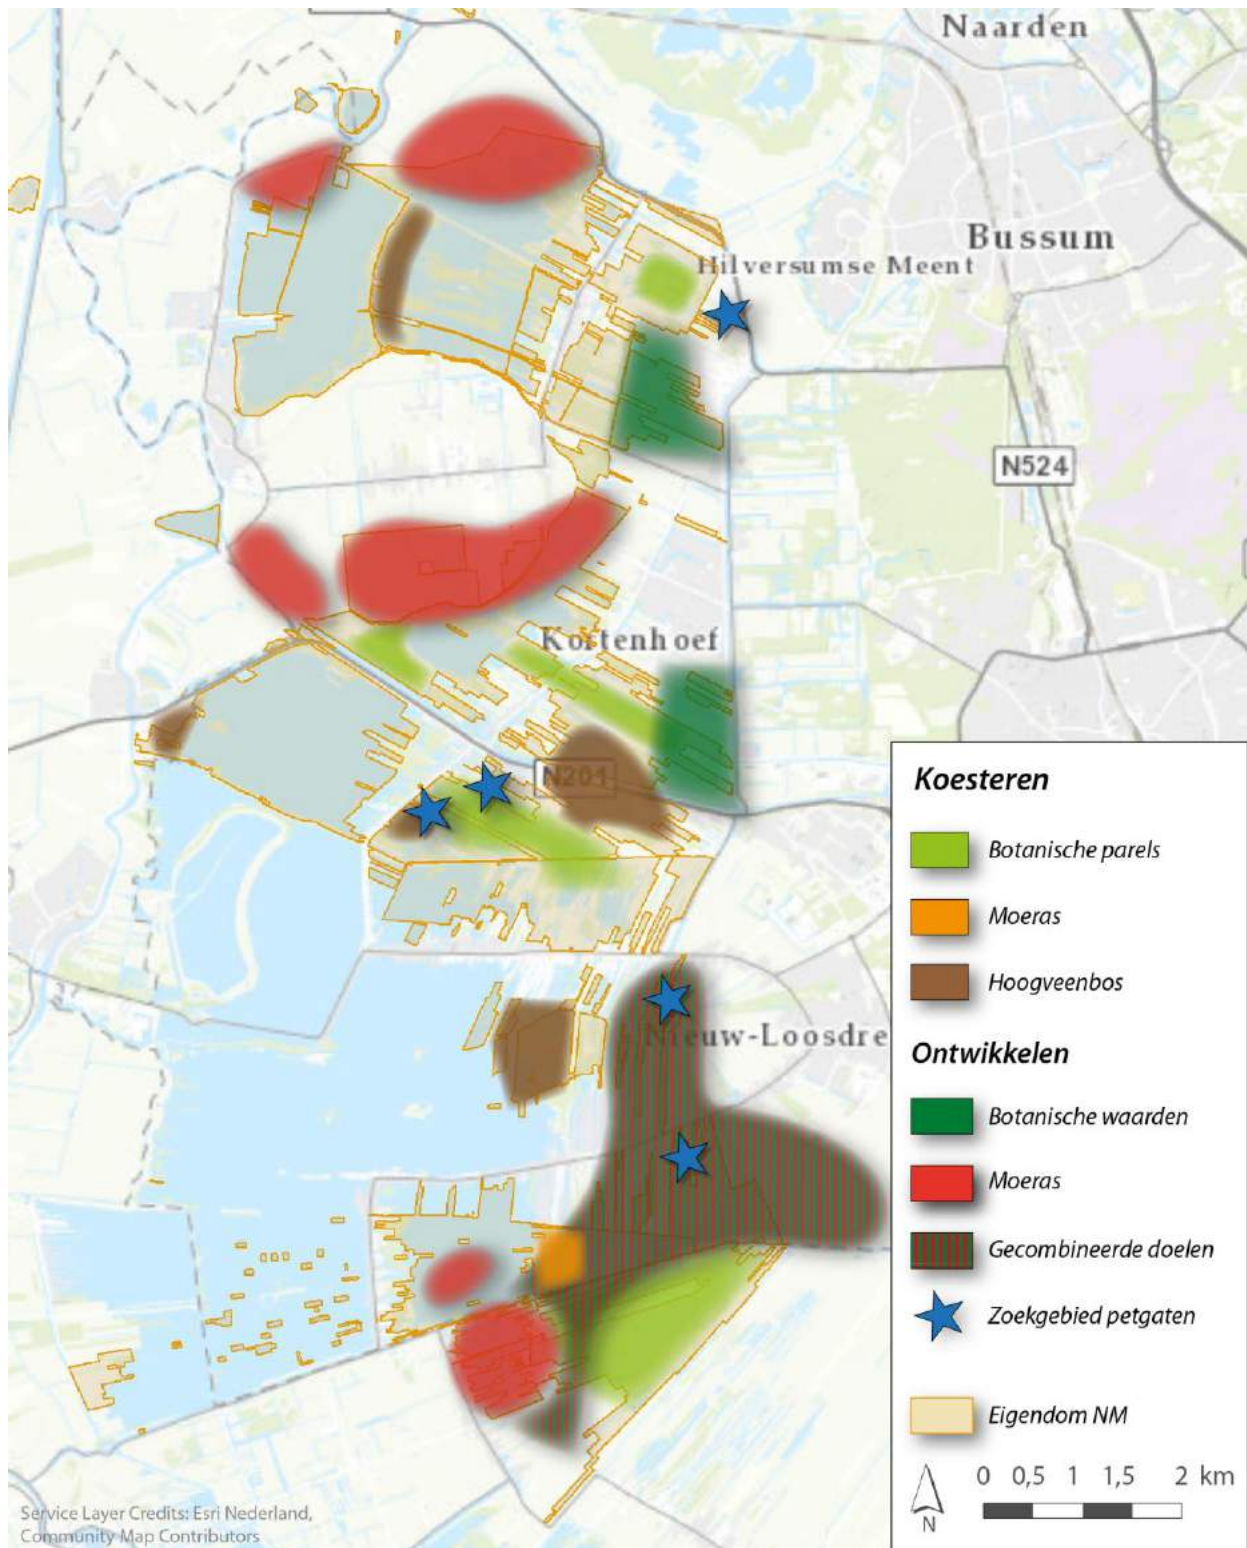 Naarden
Bussum
Hilversumse Meent
N524
Kortenhoef
N201
Nieuw-Loosdre
Koesteren
Botanische parels
Moeras
Hoogveenbos
Ontwikkelen
Botanische waarden
Moeras
Gecombineerde doelen
Zoekgebied petgaten
Eigendom NM
0 0,5 1 1,5 2 km
N
Service Layer Credits: Esri Nederland,
Community Map Contributors